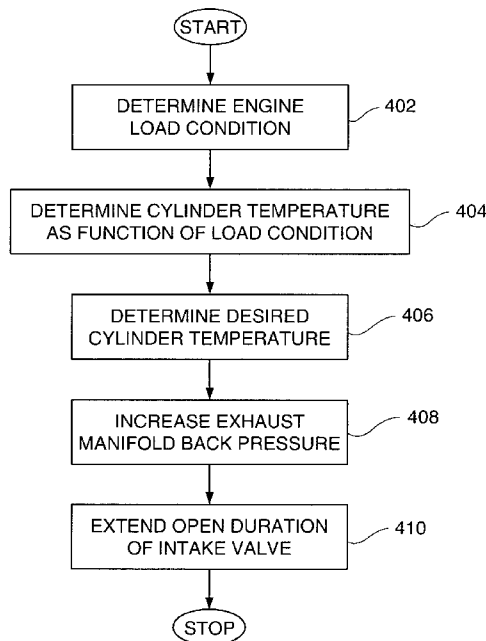 START
DETERMINE ENGINE
LOAD CONDITION
402
DETERMINE CYLINDER TEMPERATURE
AS FUNCTION OF LOAD CONDITION
404
DETERMINE DESIRED
CYLINDER TEMPERATURE
406
INCREASE EXHAUST
MANIFOLD BACK PRESSURE
408
EXTEND OPEN DURATION
OF INTAKE VALVE
410
STOP